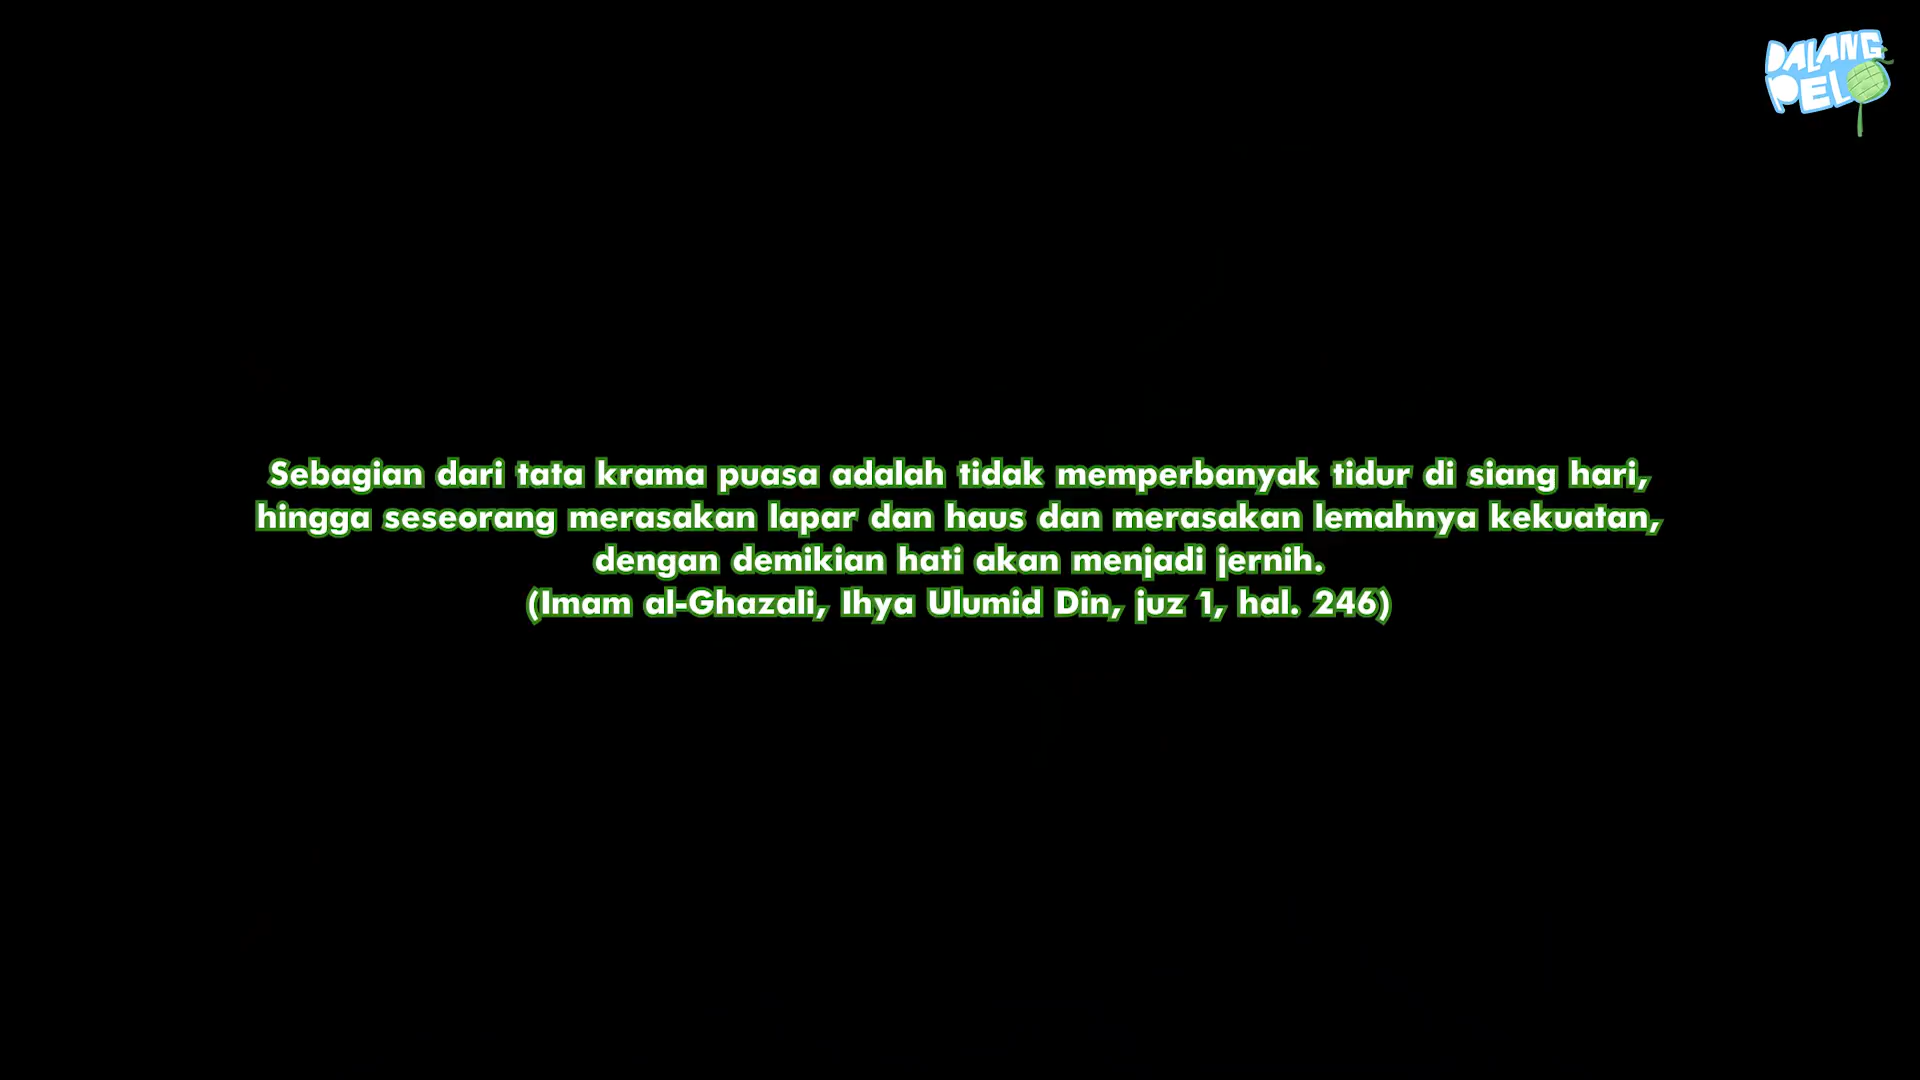 DALANG
PELO
Sebagian dari tata krama puasa adalah tidak memperbanyak tidur di siang hari,
hingga seseorang merasakan lapar dan haus dan merasakan lemahnya kekuatan,
dengan demikian hati akan menjadi jernih.
(Imam al-Ghazali, Ihya Ulumid Din, juz 1, hal. 246)